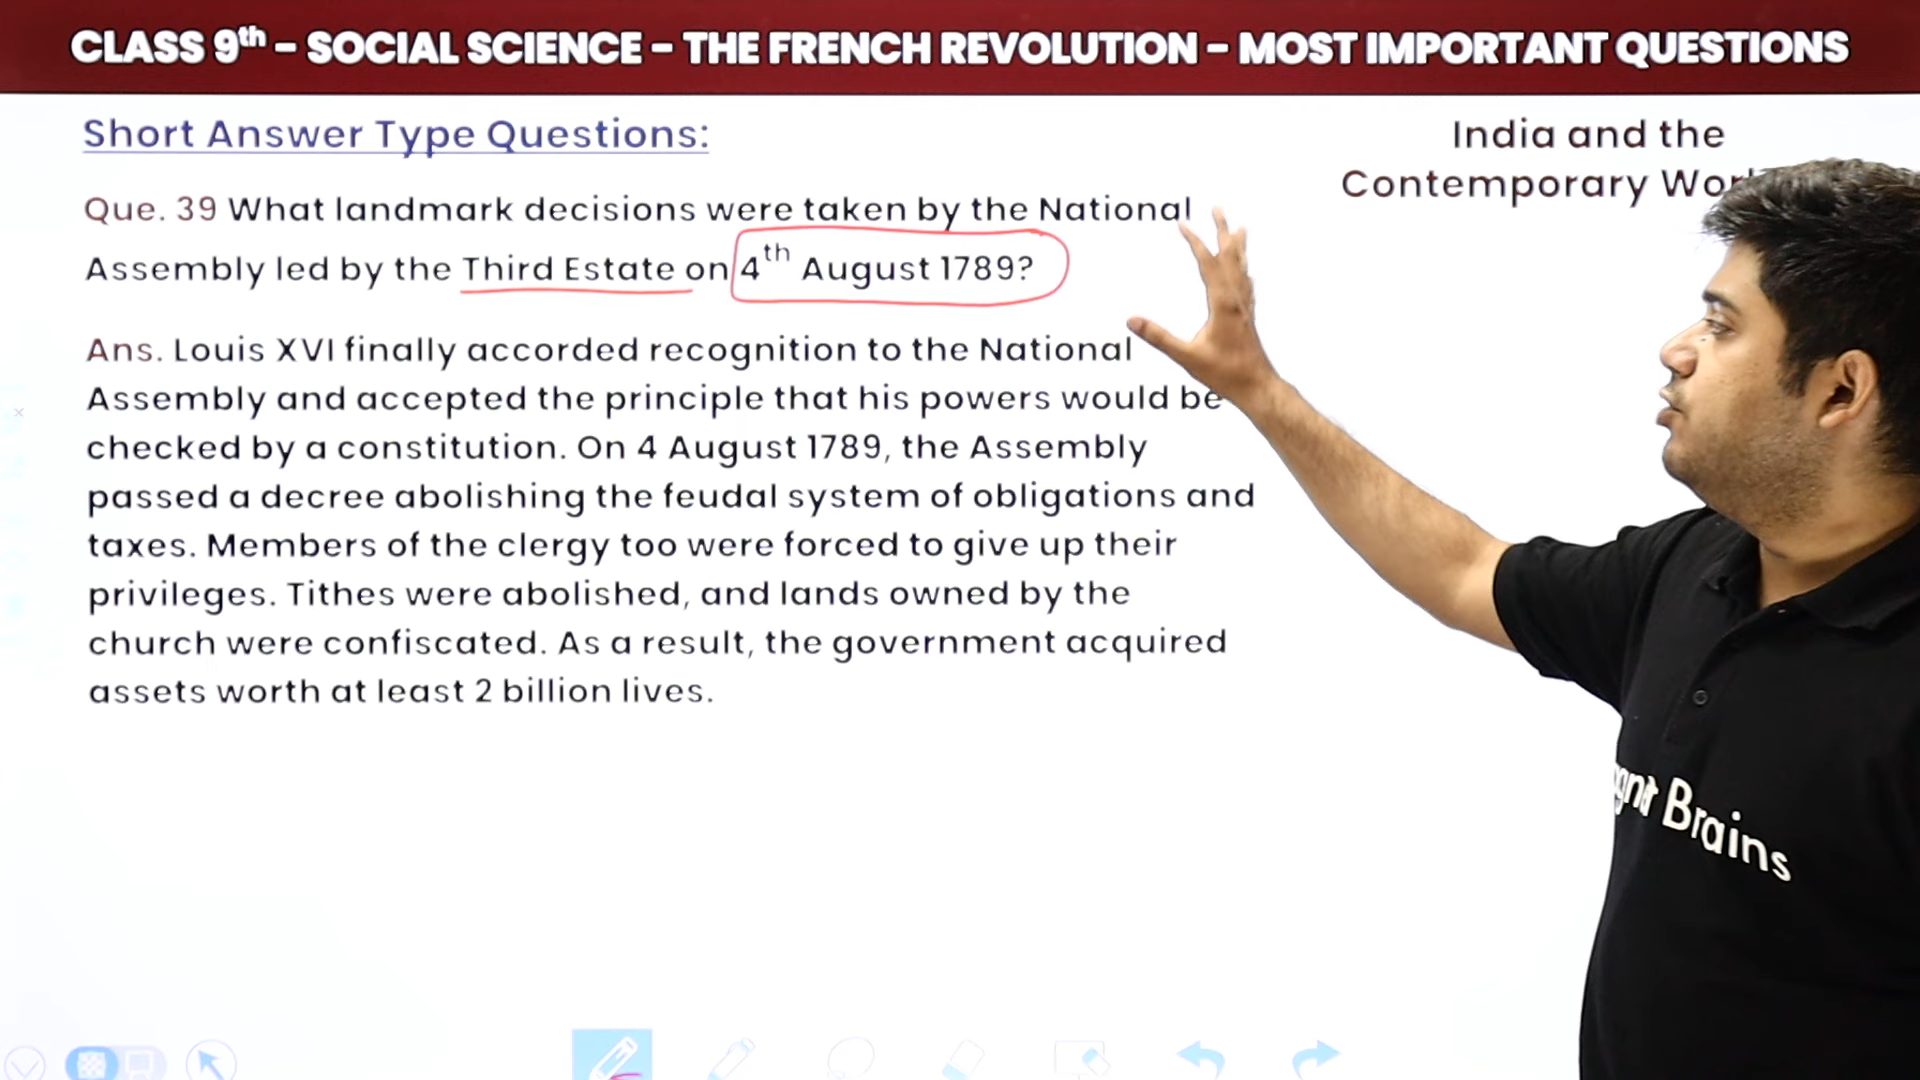 CLASS 9th – SOCIAL SCIENCE – THE FRENCH REVOLUTION – MOST IMPORTANT QUESTIONS
Short Answer Type Questions:
India and the
Contemporary
Que. 39 What landmark decisions were taken by the National
Assembly led by the Third Estate on 4th August 1789?
Ans. Louis XVI finally accorded recognition to the National
Assembly and accepted the principle that his powers would be
checked by a constitution. On 4 August 1789, the Assembly
passed a decree abolishing the feudal system of obligations and
taxes. Members of the clergy too were forced to give up their
privileges. Tithes were abolished, and lands owned by the
church were confiscated. As a result, the government acquired
assets worth at least 2 billion lives.
Brains